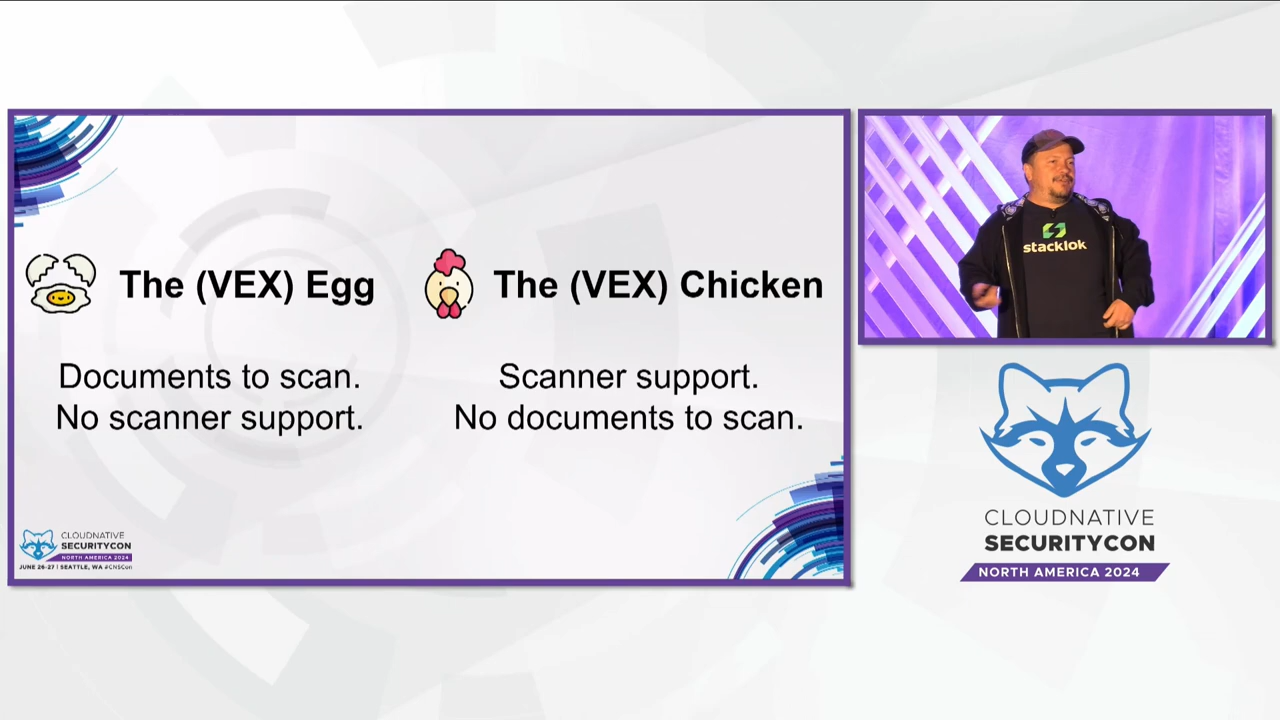 The (VEX) Egg
Documents to scan.
No scanner support.
The (VEX) Chicken
Scanner support.
No documents to scan.
CLOUDNATIVE
SECURITYCON
NORTH AMERICA 2024
JUNE 26-27 | SEATTLE, WA #CNSCon
stacklok
CLOUDNATIVE
SECURITYCON
NORTH AMERICA 2024